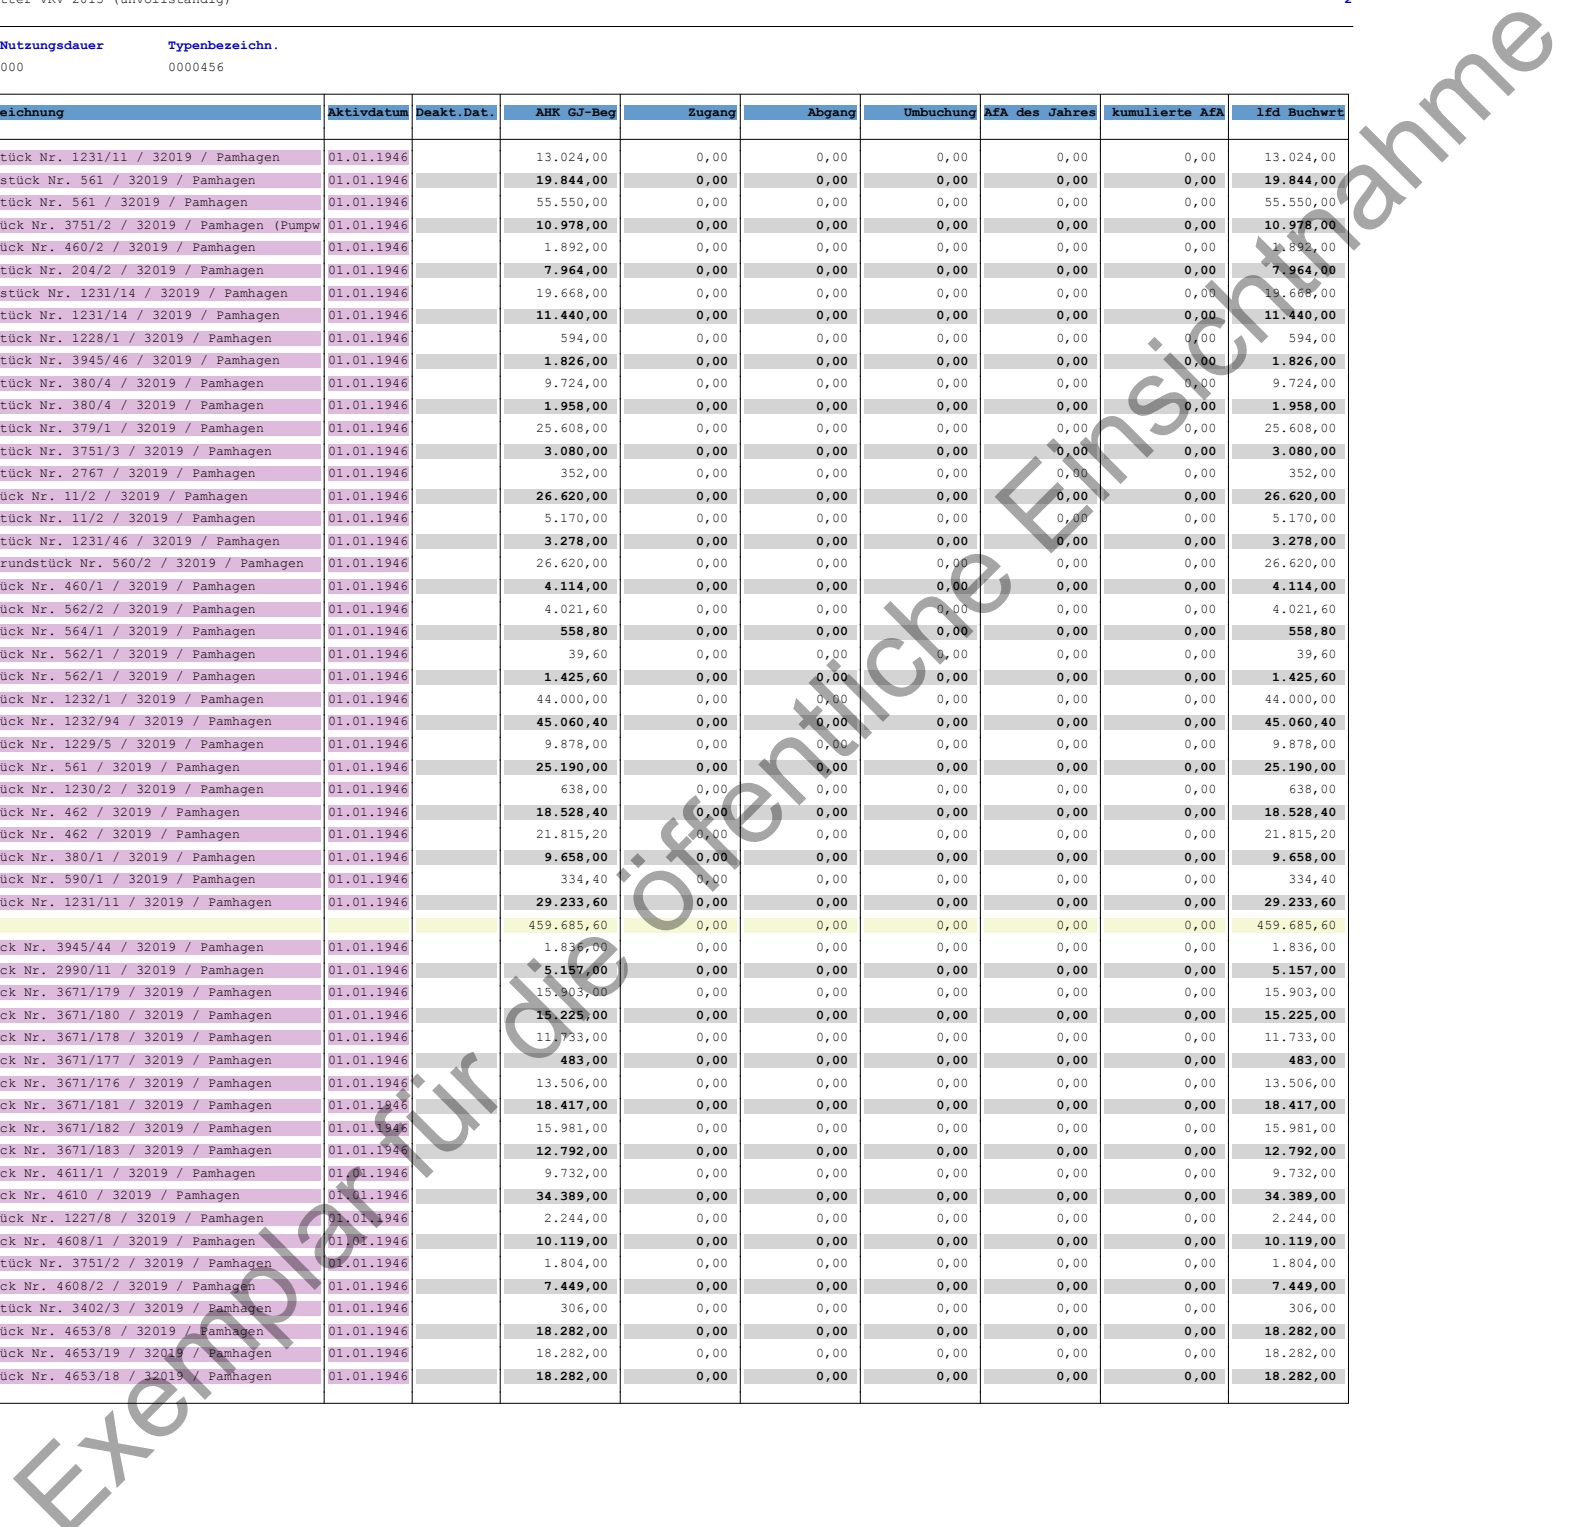 tter VRV 2015 (unvollständig) 2
Nutzungsdauer Typenbezeichn.
000 0000456
eichnung Aktivdatum Deakt.Dat. AHK GJ-Beg Zugang Abgang Umbuchung AfA des Jahres kumulierte AfA lfd Buchwrt
tück Nr. 1231/11 / 32019 / Pamhagen 01.01.1946 13.024,00 0,00 0,00 0,00 0,00 0,00 13.024,00
stück Nr. 561 / 32019 / Pamhagen 01.01.1946 19.844,00 0,00 0,00 0,00 0,00 0,00 19.844,00
tück Nr. 561 / 32019 / Pamhagen 01.01.1946 55.550,00 0,00 0,00 0,00 0,00 0,00 55.550,00
ück Nr. 3751/2 / 32019 / Pamhagen (Pumpw 01.01.1946 10.978,00 0,00 0,00 0,00 0,00 0,00 10.978,00
ück Nr. 460/2 / 32019 / Pamhagen 01.01.1946 1.892,00 0,00 0,00 0,00 0,00 0,00 1.892,00
tück Nr. 204/2 / 32019 / Pamhagen 01.01.1946 7.964,00 0,00 0,00 0,00 0,00 0,00 7.964,00
stück Nr. 1231/14 / 32019 / Pamhagen 01.01.1946 19.668,00 0,00 0,00 0,00 0,00 0,00 19.668,00
tück Nr. 1231/14 / 32019 / Pamhagen 01.01.1946 11.440,00 0,00 0,00 0,00 0,00 0,00 11.440,00
tück Nr. 1228/1 / 32019 / Pamhagen 01.01.1946 594,00 0,00 0,00 0,00 0,00 0,00 594,00
tück Nr. 3945/46 / 32019 / Pamhagen 01.01.1946 1.826,00 0,00 0,00 0,00 0,00 0,00 1.826,00
tück Nr. 380/4 / 32019 / Pamhagen 01.01.1946 9.724,00 0,00 0,00 0,00 0,00 0,00 9.724,00
tück Nr. 380/4 / 32019 / Pamhagen 01.01.1946 1.958,00 0,00 0,00 0,00 0,00 0,00 1.958,00
tück Nr. 379/1 / 32019 / Pamhagen 01.01.1946 25.608,00 0,00 0,00 0,00 0,00 0,00 25.608,00
tück Nr. 3751/3 / 32019 / Pamhagen 01.01.1946 3.080,00 0,00 0,00 0,00 0,00 0,00 3.080,00
tück Nr. 2767 / 32019 / Pamhagen 01.01.1946 352,00 0,00 0,00 0,00 0,00 0,00 352,00
ück Nr. 11/2 / 32019 / Pamhagen 01.01.1946 26.620,00 0,00 0,00 0,00 0,00 0,00 26.620,00
tück Nr. 11/2 / 32019 / Pamhagen 01.01.1946 5.170,00 0,00 0,00 0,00 0,00 0,00 5.170,00
tück Nr. 1231/46 / 32019 / Pamhagen 01.01.1946 3.278,00 0,00 0,00 0,00 0,00 0,00 3.278,00
rundstück Nr. 560/2 / 32019 / Pamhagen 01.01.1946 26.620,00 0,00 0,00 0,00 0,00 0,00 26.620,00
ück Nr. 460/1 / 32019 / Pamhagen 01.01.1946 4.114,00 0,00 0,00 0,00 0,00 0,00 4.114,00
ück Nr. 562/2 / 32019 / Pamhagen 01.01.1946 4.021,60 0,00 0,00 0,00 0,00 0,00 4.021,60
ück Nr. 564/1 / 32019 / Pamhagen 01.01.1946 558,80 0,00 0,00 0,00 0,00 0,00 558,80
ück Nr. 562/1 / 32019 / Pamhagen 01.01.1946 39,60 0,00 0,00 0,00 0,00 0,00 39,60
ück Nr. 562/1 / 32019 / Pamhagen 01.01.1946 1.425,60 0,00 0,00 0,00 0,00 0,00 1.425,60
ück Nr. 1232/1 / 32019 / Pamhagen 01.01.1946 44.000,00 0,00 0,00 0,00 0,00 0,00 44.000,00
ück Nr. 1232/94 / 32019 / Pamhagen 01.01.1946 45.060,40 0,00 0,00 0,00 0,00 0,00 45.060,40
ück Nr. 1229/5 / 32019 / Pamhagen 01.01.1946 9.878,00 0,00 0,00 0,00 0,00 0,00 9.878,00
ück Nr. 561 / 32019 / Pamhagen 01.01.1946 25.190,00 0,00 0,00 0,00 0,00 0,00 25.190,00
ück Nr. 1230/2 / 32019 / Pamhagen 01.01.1946 638,00 0,00 0,00 0,00 0,00 0,00 638,00
ück Nr. 462 / 32019 / Pamhagen 01.01.1946 18.528,40 0,00 0,00 0,00 0,00 0,00 18.528,40
ück Nr. 462 / 32019 / Pamhagen 01.01.1946 21.815,20 0,00 0,00 0,00 0,00 0,00 21.815,20
ück Nr. 380/1 / 32019 / Pamhagen 01.01.1946 9.658,00 0,00 0,00 0,00 0,00 0,00 9.658,00
ück Nr. 590/1 / 32019 / Pamhagen 01.01.1946 334,40 0,00 0,00 0,00 0,00 0,00 334,40
ück Nr. 1231/11 / 32019 / Pamhagen 01.01.1946 29.233,60 0,00 0,00 0,00 0,00 0,00 29.233,60
459.685,60 0,00 0,00 0,00 0,00 0,00 459.685,60
ck Nr. 3945/44 / 32019 / Pamhagen 01.01.1946 1.836,00 0,00 0,00 0,00 0,00 0,00 1.836,00
ck Nr. 2990/11 / 32019 / Pamhagen 01.01.1946 5.157,00 0,00 0,00 0,00 0,00 0,00 5.157,00
ck Nr. 3671/179 / 32019 / Pamhagen 01.01.1946 15.903,00 0,00 0,00 0,00 0,00 0,00 15.903,00
ck Nr. 3671/180 / 32019 / Pamhagen 01.01.1946 15.225,00 0,00 0,00 0,00 0,00 0,00 15.225,00
ck Nr. 3671/178 / 32019 / Pamhagen 01.01.1946 11.733,00 0,00 0,00 0,00 0,00 0,00 11.733,00
ck Nr. 3671/177 / 32019 / Pamhagen 01.01.1946 483,00 0,00 0,00 0,00 0,00 0,00 483,00
ck Nr. 3671/176 / 32019 / Pamhagen 01.01.1946 13.506,00 0,00 0,00 0,00 0,00 0,00 13.506,00
ck Nr. 3671/181 / 32019 / Pamhagen 01.01.1946 18.417,00 0,00 0,00 0,00 0,00 0,00 18.417,00
ck Nr. 3671/182 / 32019 / Pamhagen 01.01.1946 15.981,00 0,00 0,00 0,00 0,00 0,00 15.981,00
ck Nr. 3671/183 / 32019 / Pamhagen 01.01.1946 12.792,00 0,00 0,00 0,00 0,00 0,00 12.792,00
ck Nr. 4611/1 / 32019 / Pamhagen 01.01.1946 9.732,00 0,00 0,00 0,00 0,00 0,00 9.732,00
ck Nr. 4610 / 32019 / Pamhagen 01.01.1946 34.389,00 0,00 0,00 0,00 0,00 0,00 34.389,00
ück Nr. 1227/8 / 32019 / Pamhagen 01.01.1946 2.244,00 0,00 0,00 0,00 0,00 0,00 2.244,00
ck Nr. 4608/1 / 32019 / Pamhagen 01.01.1946 10.119,00 0,00 0,00 0,00 0,00 0,00 10.119,00
tück Nr. 3751/2 / 32019 / Pamhagen 01.01.1946 1.804,00 0,00 0,00 0,00 0,00 0,00 1.804,00
ck Nr. 4608/2 / 32019 / Pamhagen 01.01.1946 7.449,00 0,00 0,00 0,00 0,00 0,00 7.449,00
tück Nr. 3402/3 / 32019 / Pamhagen 01.01.1946 306,00 0,00 0,00 0,00 0,00 0,00 306,00
ück Nr. 4653/8 / 32019 / Pamhagen 01.01.1946 18.282,00 0,00 0,00 0,00 0,00 0,00 18.282,00
ück Nr. 4653/19 / 32019 / Pamhagen 01.01.1946 18.282,00 0,00 0,00 0,00 0,00 0,00 18.282,00
ück Nr. 4653/18 / 32019 / Pamhagen 01.01.1946 18.282,00 0,00 0,00 0,00 0,00 0,00 18.282,00
Exemplar für die öffentliche Einsichtnahme